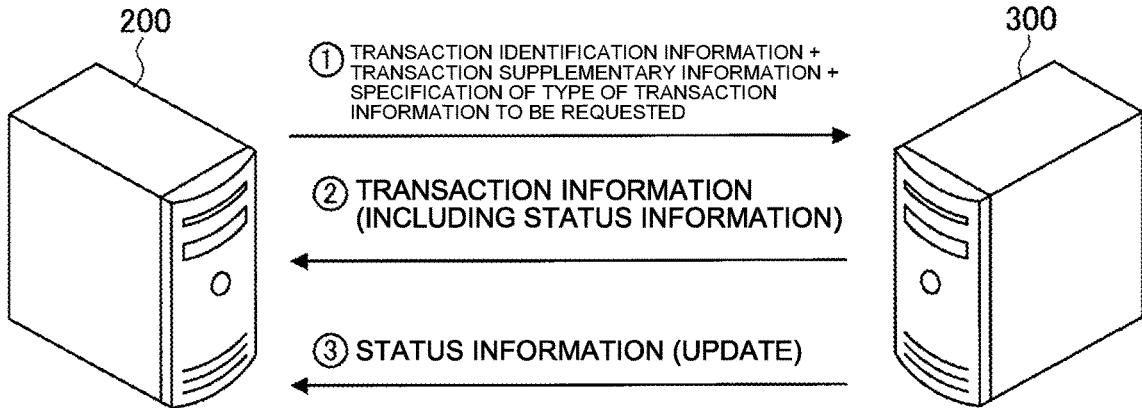 200
300
① TRANSACTION IDENTIFICATION INFORMATION +
TRANSACTION SUPPLEMENTARY INFORMATION +
SPECIFICATION OF TYPE OF TRANSACTION
INFORMATION TO BE REQUESTED
② TRANSACTION INFORMATION
(INCLUDING STATUS INFORMATION)
③ STATUS INFORMATION (UPDATE)